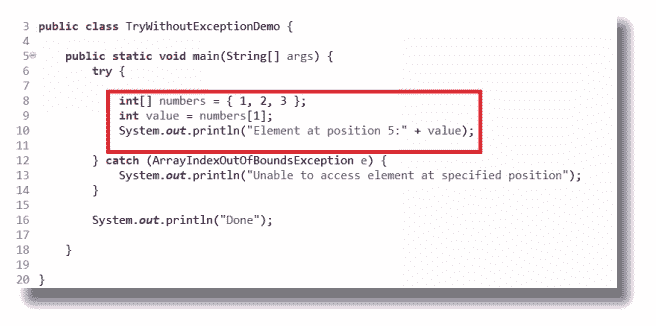 3 public class TryWithoutExceptionDemo {
4
5 public static void main(String[] args) {
6 try {
7
8 int[] numbers = { 1, 2, 3 };
9 int value = numbers[1];
10 System.out.println("Element at position 5:" + value);
11
12 } catch (ArrayIndexOutOfBoundsException e) {
13 System.out.println("Unable to access element at specified position");
14 }
15
16 System.out.println("Done");
17
18 }
19
20 }